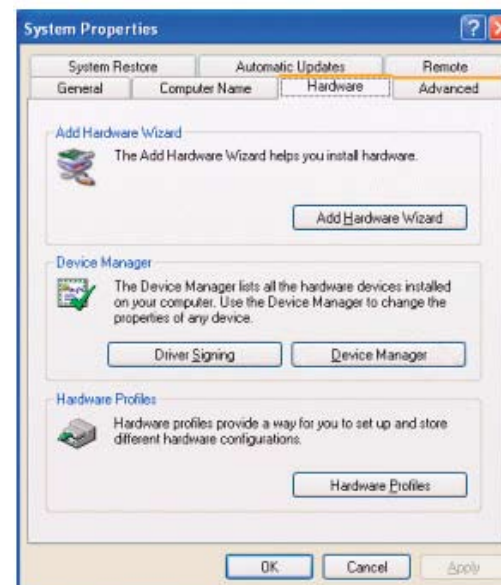 System Properties
System Restore
Automatic Updates
Remote
General
Computer Name
Hardware
Advanced
Add Hardware Wizard
The Add Hardware Wizard helps you install hardware.
Add Hardware Wizard
Device Manager
The Device Manager lists all the hardware devices installed
on your computer. Use the Device Manager to change the
properties of any device.
Driver Signing
Device Manager
Hardware Profiles
Hardware profiles provide a way for you to set up and store
different hardware configurations.
Hardware Profiles
OK
Cancel
Apply